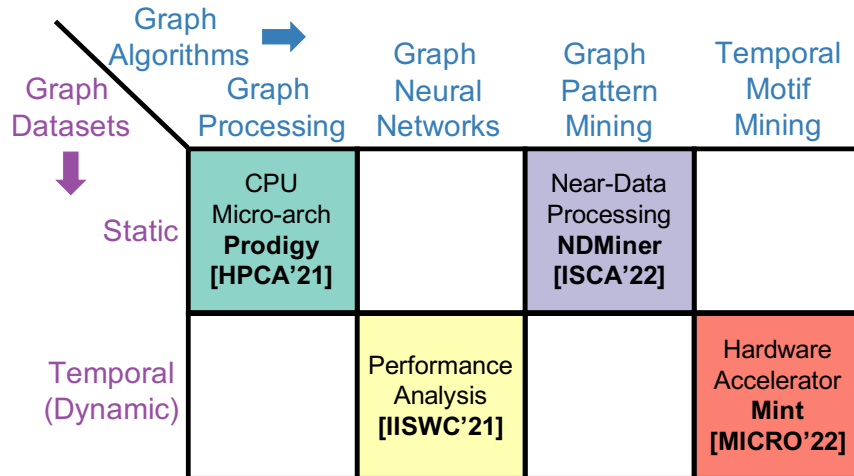 Graph
Algorithms
Graph
Datasets
Graph
Processing
Graph
Neural
Networks
Graph
Pattern
Mining
Temporal
Motif
Mining
Static
CPU
Micro-arch
Prodigy
[HPCA’21]
Near-Data
Processing
NDMiner
[ISCA’22]
Temporal
(Dynamic)
Performance
Analysis
[IISWC’21]
Hardware
Accelerator
Mint
[MICRO’22]